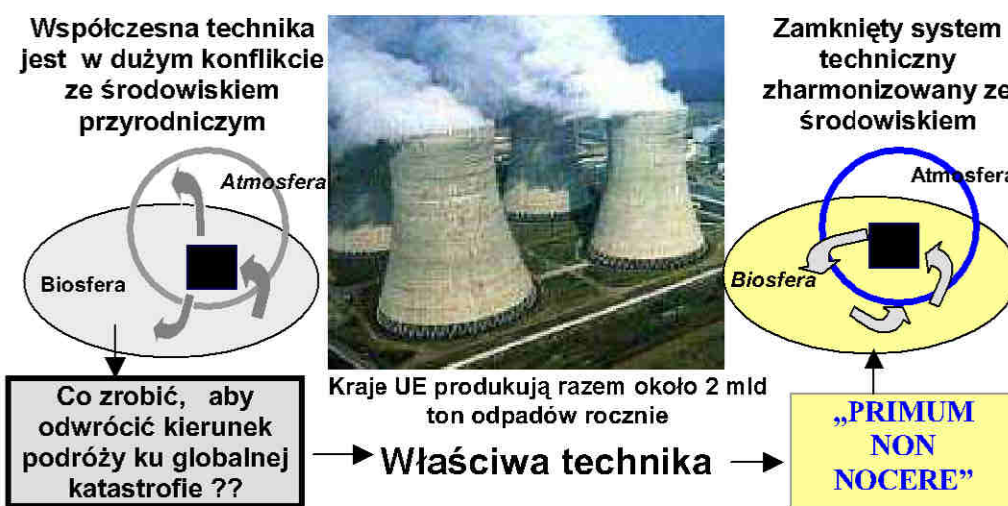 Współczesna technika
jest w dużym konflikcie
ze środowiskiem
przyrodniczym
Atmosfera
Biosfera
Co zrobić, aby
odwrócić kierunek
podróży ku globalnej
katastrofie ??
Kraje UE produkują razem około 2 mld
ton odpadów rocznie
Właściwa technika
Zamknięty system
techniczny
zharmonizowany ze
środowiskiem
Atmosfera
Biosfera
„PRIMUM
NON
NOCERE”